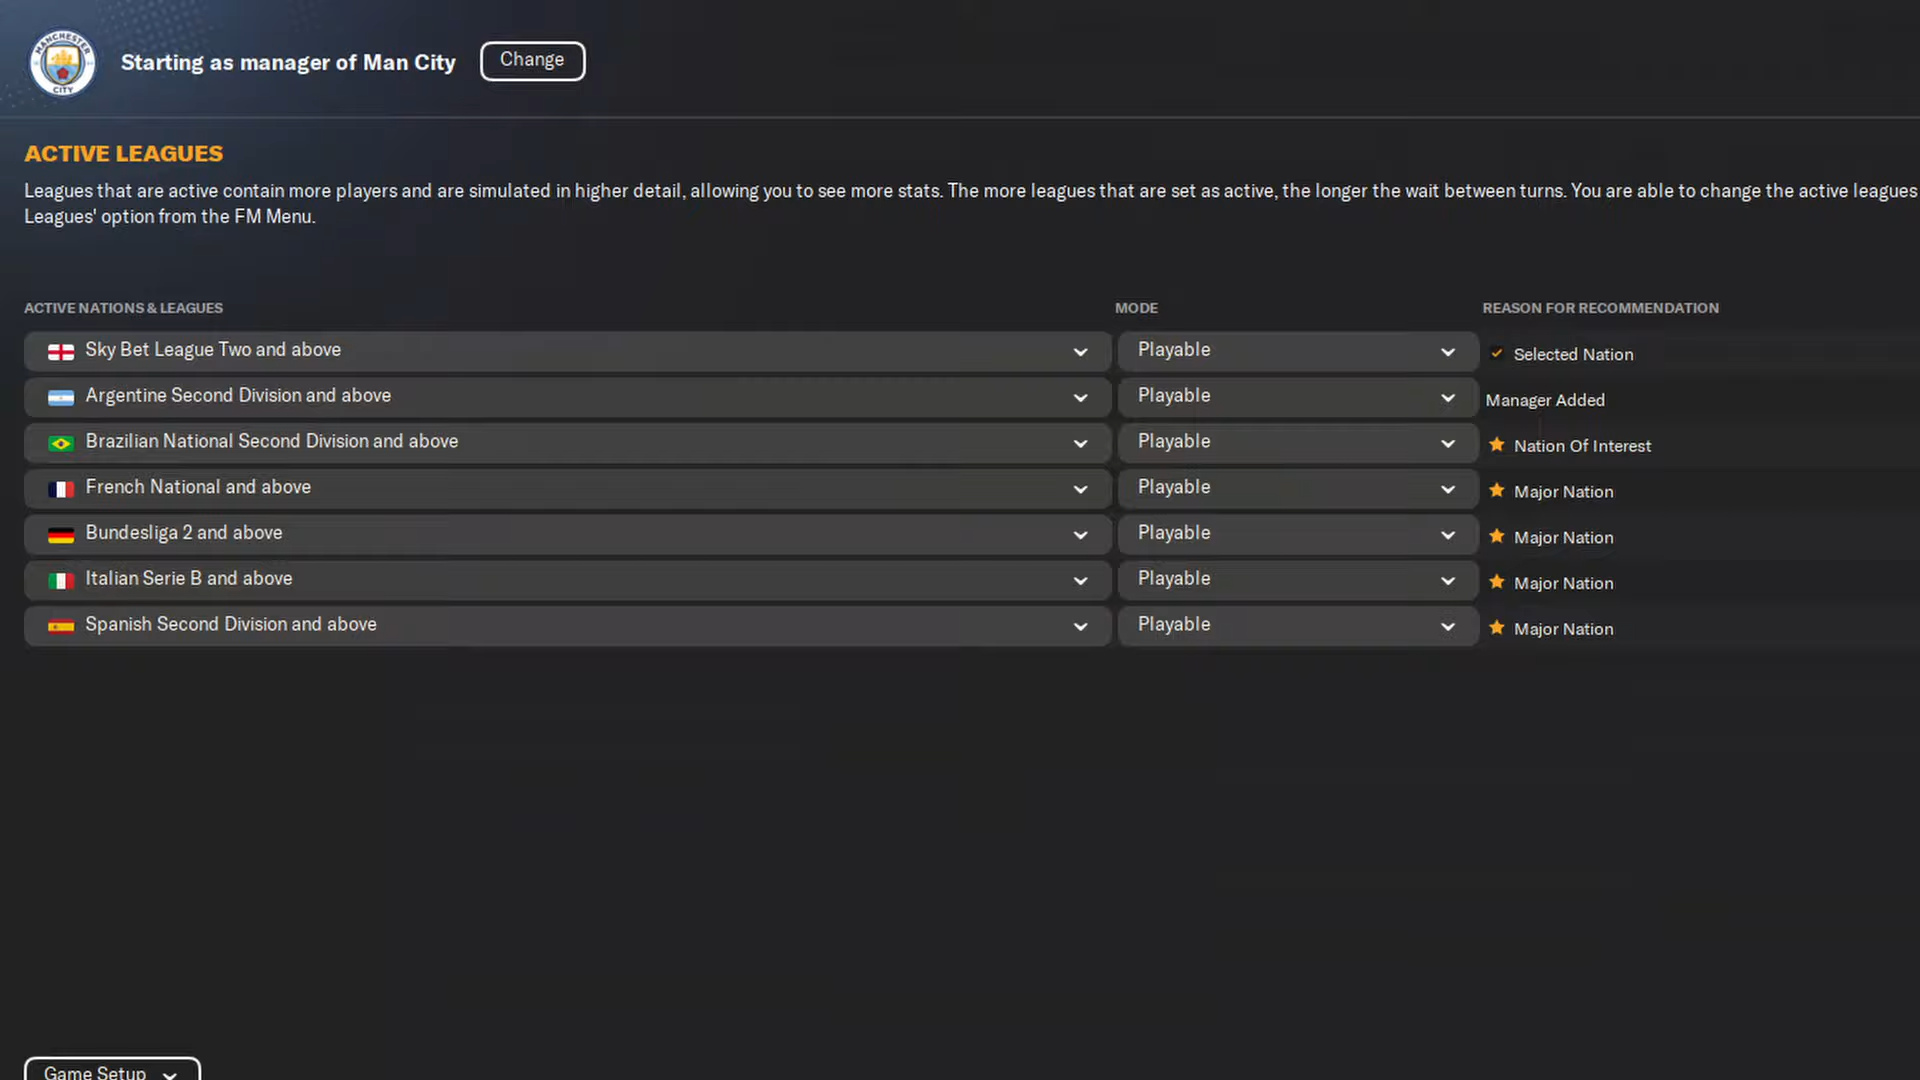 MANCHESTER
CITY
Starting as manager of Man City
Change
ACTIVE LEAGUES
Leagues that are active contain more players and are simulated in higher detail, allowing you to see more stats. The more leagues that are set as active, the longer the wait between turns. You are able to change the active leagues
Leagues' option from the FM Menu.
ACTIVE NATIONS & LEAGUES MODE REASON FOR RECOMMENDATION
Sky Bet League Two and above Playable Selected Nation
Argentine Second Division and above Playable Manager Added
Brazilian National Second Division and above Playable Nation Of Interest
French National and above Playable Major Nation
Bundesliga 2 and above Playable Major Nation
Italian Serie B and above Playable Major Nation
Spanish Second Division and above Playable Major Nation
Game Setup